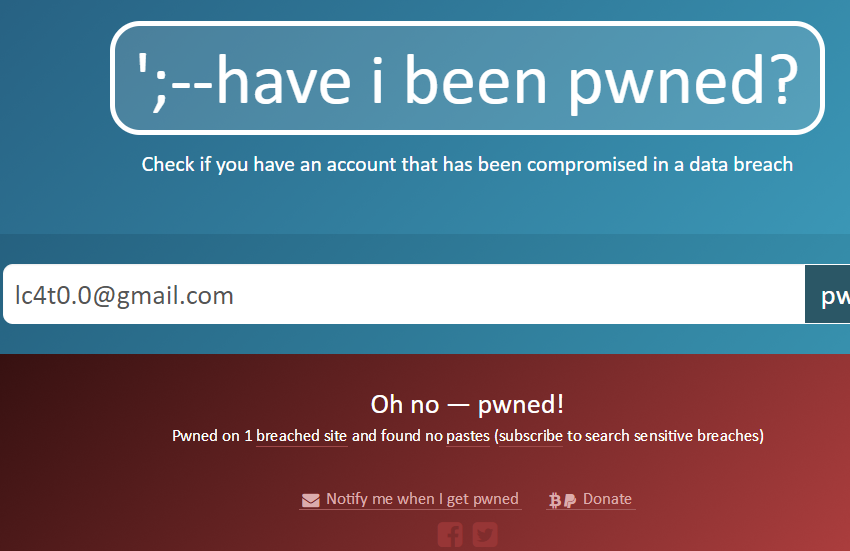 ';--have i been pwned?
Check if you have an account that has been compromised in a data breach
lc4t0.0@gmail.com pw
Oh no — pwned!
Pwned on 1 breached site and found no pastes (subscribe to search sensitive breaches)
Notify me when I get pwned Donate